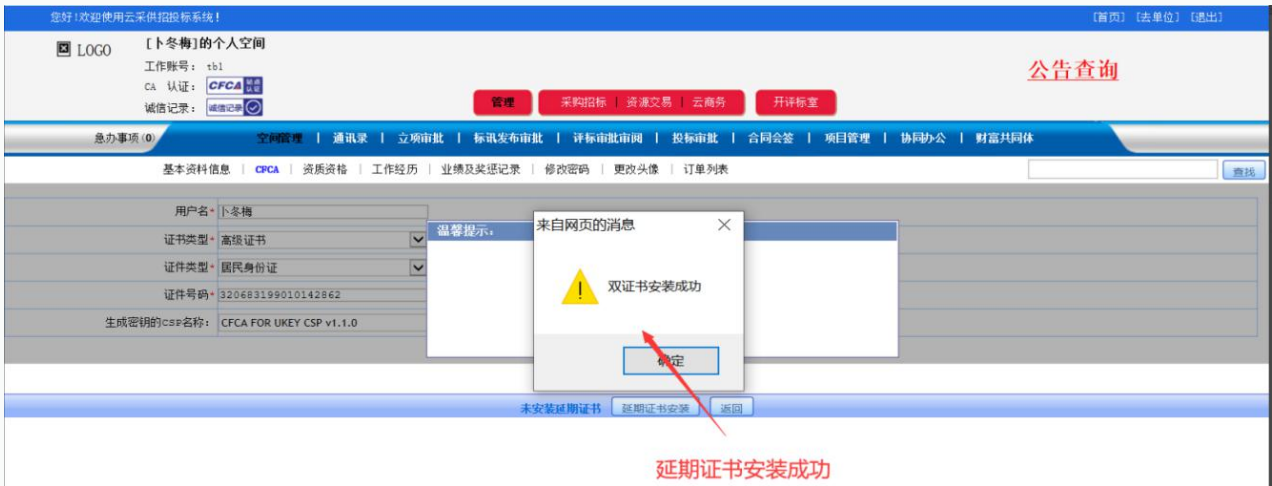 您好!欢迎使用云采供招投标系统!
[首页] [去单位] [退出]
LOGO
[卜冬梅]的个人空间
工作账号: tb1
CA 认证: CFCA
诚信记录: 诚信记录
公告查询
管理
采购招标 | 资源交易 | 云商务
开评标室
急办事项(0)
空间管理 | 通讯录 | 立项审批 | 标讯发布审批 | 评标审批审阅 | 投标审批 | 合同会签 | 项目管理 | 协同办公 | 财富共同体
基本资料信息 | CFCA | 资质资格 | 工作经历 | 业绩及奖惩记录 | 修改密码 | 更改头像 | 订单列表
查找
用户名* 卜冬梅
证书类型* 高级证书
证件类型* 居民身份证
证件号码* 320683199010142862
生成密钥的CSP名称: CFCA FOR UKEY CSP v1.1.0
温馨提示:
来自网页的消息
双证书安装成功
确定
未安装延期证书 延期证书安装 返回
延期证书安装成功